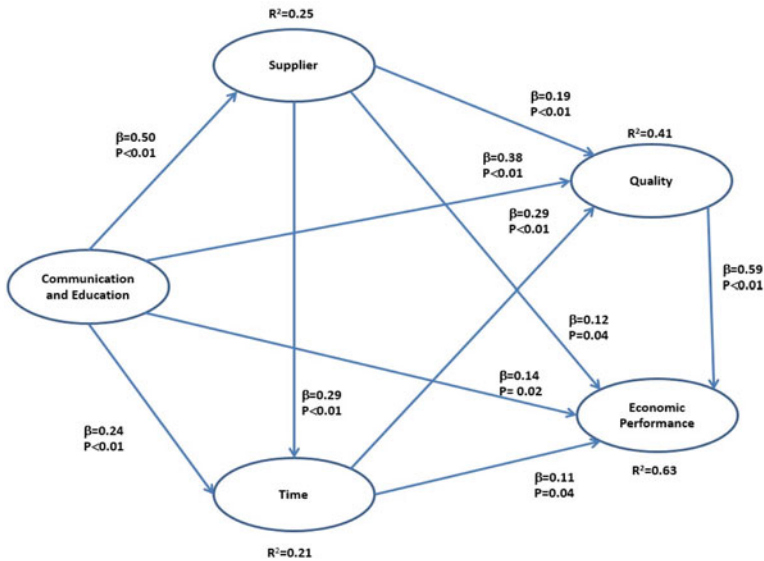 R²=0.25
Supplier
β=0.19
P<0.01
R²=0.41
β=0.50
P<0.01
β=0.38
P<0.01
Quality
β=0.29
P<0.01
Communication
and Education
β=0.59
P<0.01
β=0.12
P=0.04
β=0.14
P= 0.02
β=0.29
P<0.01
Economic
Performance
β=0.24
P<0.01
R²=0.63
Time
β=0.11
P=0.04
R²=0.21